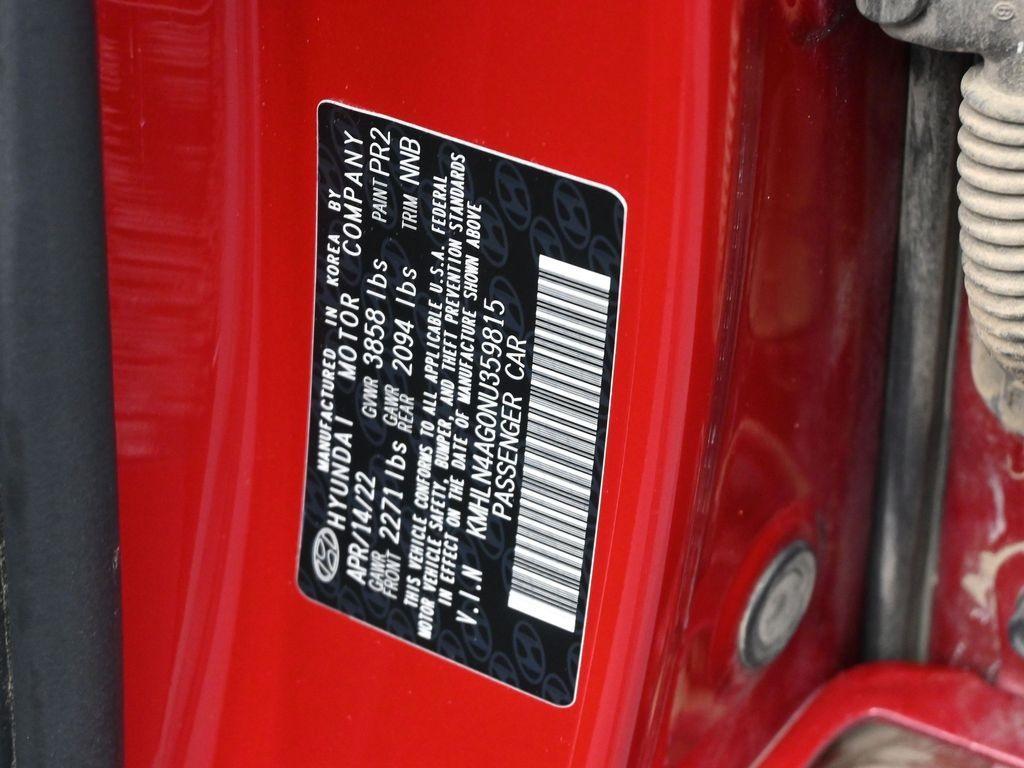 MANUFACTURED IN KOREA BY
HYUNDAI MOTOR COMPANY
APR/14/22 GVWR 3858 lbs PAINT PR2
GAWR FRONT 2271 lbs GAWR REAR 2094 lbs TRIM NNB
THIS VEHICLE CONFORMS TO ALL APPLICABLE U.S.A. FEDERAL
MOTOR VEHICLE SAFETY, BUMPER, AND THEFT PREVENTION STANDARDS
IN EFFECT ON THE DATE OF MANUFACTURE SHOWN ABOVE
V.I.N KMHLN4AG0NU359815
PASSENGER CAR